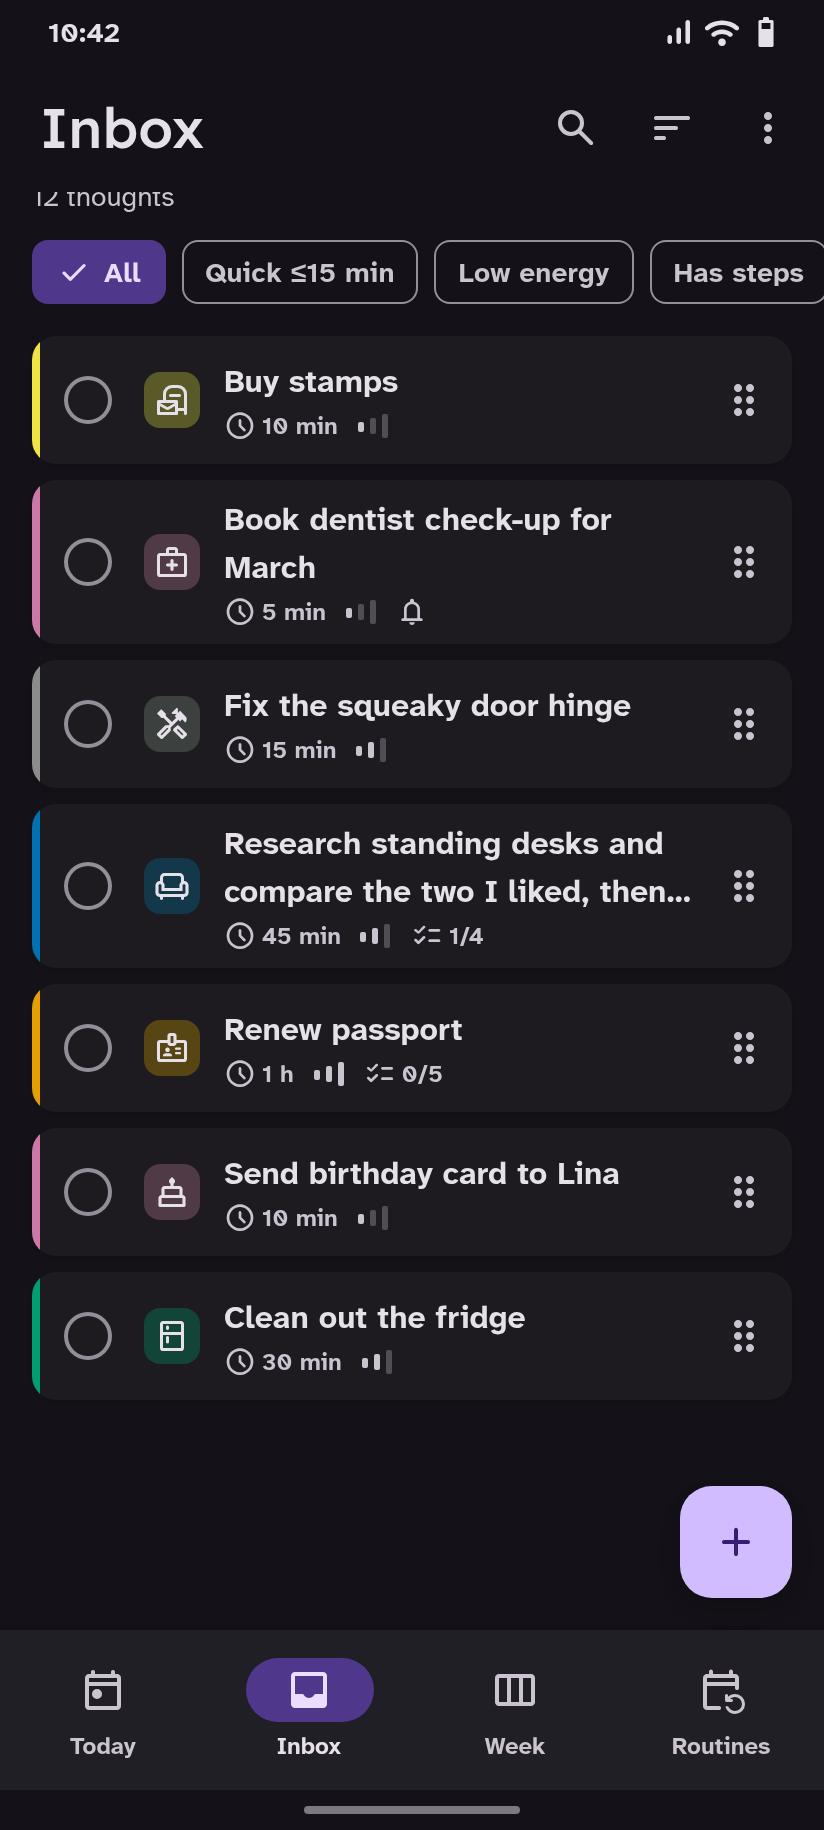 10:42
Inbox
12 thoughts
All
Quick ≤15 min
Low energy
Has steps
Buy stamps
10 min
Book dentist check-up for
March
5 min
Fix the squeaky door hinge
15 min
Research standing desks and
compare the two I liked, then...
45 min 1/4
Renew passport
1 h 0/5
Send birthday card to Lina
10 min
Clean out the fridge
30 min
Today
Inbox
Week
Routines